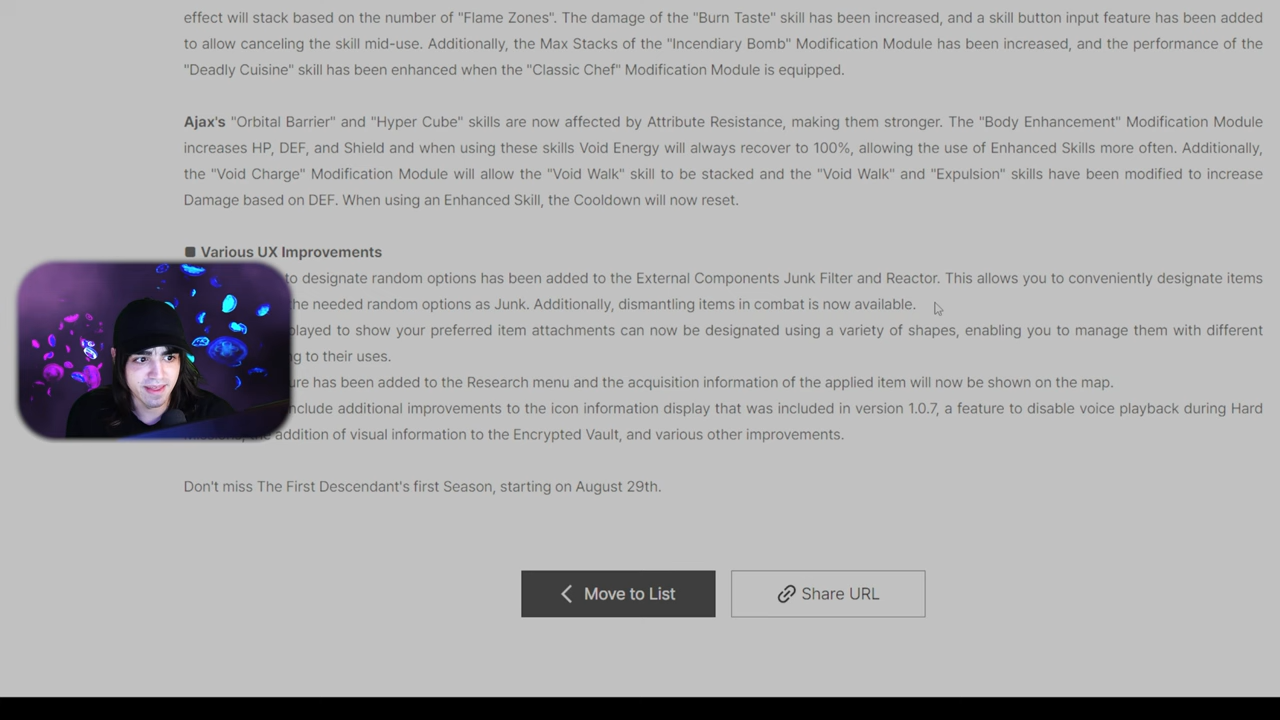 effect will stack based on the number of "Flame Zones". The damage of the "Burn Taste" skill has been increased, and a skill button input feature has been added
to allow canceling the skill mid-use. Additionally, the Max Stacks of the "Incendiary Bomb" Modification Module has been increased, and the performance of the
"Deadly Cuisine" skill has been enhanced when the "Classic Chef" Modification Module is equipped.
Ajax's "Orbital Barrier" and "Hyper Cube" skills are now affected by Attribute Resistance, making them stronger. The "Body Enhancement" Modification Module
increases HP, DEF, and Shield and when using these skills Void Energy will always recover to 100%, allowing the use of Enhanced Skills more often. Additionally,
the "Void Charge" Modification Module will allow the "Void Walk" skill to be stacked and the "Void Walk" and "Expulsion" skills have been modified to increase
Damage based on DEF. When using an Enhanced Skill, the Cooldown will now reset.
■ Various UX Improvements
to designate random options has been added to the External Components Junk Filter and Reactor. This allows you to conveniently designate items
the needed random options as Junk. Additionally, dismantling items in combat is now available.
to show your preferred item attachments can now be designated using a variety of shapes, enabling you to manage them with different
to their uses.
has been added to the Research menu and the acquisition information of the applied item will now be shown on the map.
additional improvements to the icon information display that was included in version 1.0.7, a feature to disable voice playback during Hard
addition of visual information to the Encrypted Vault, and various other improvements.
Don't miss The First Descendant's first Season, starting on August 29th.
Move to List
Share URL